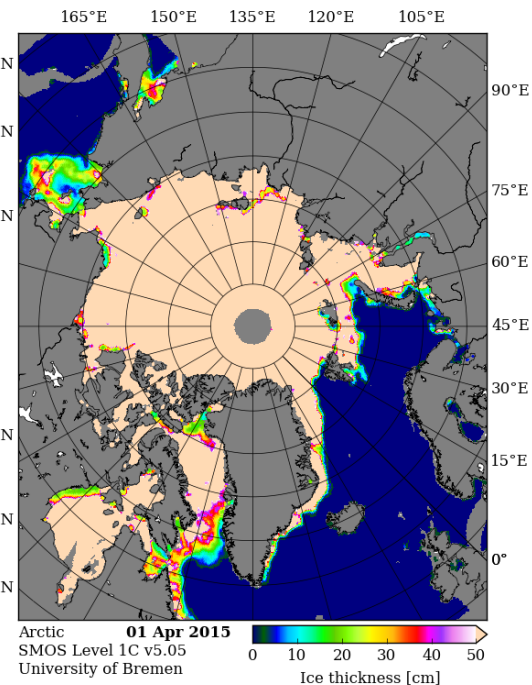 165°E 150°E 135°E 120°E 105°E
N
90°E
N
75°E
N
60°E
45°E
30°E
N
15°E
N
0°
N
Arctic 01 Apr 2015
SMOS Level 1C v5.05
University of Bremen
0 10 20 30 40 50
Ice thickness [cm]